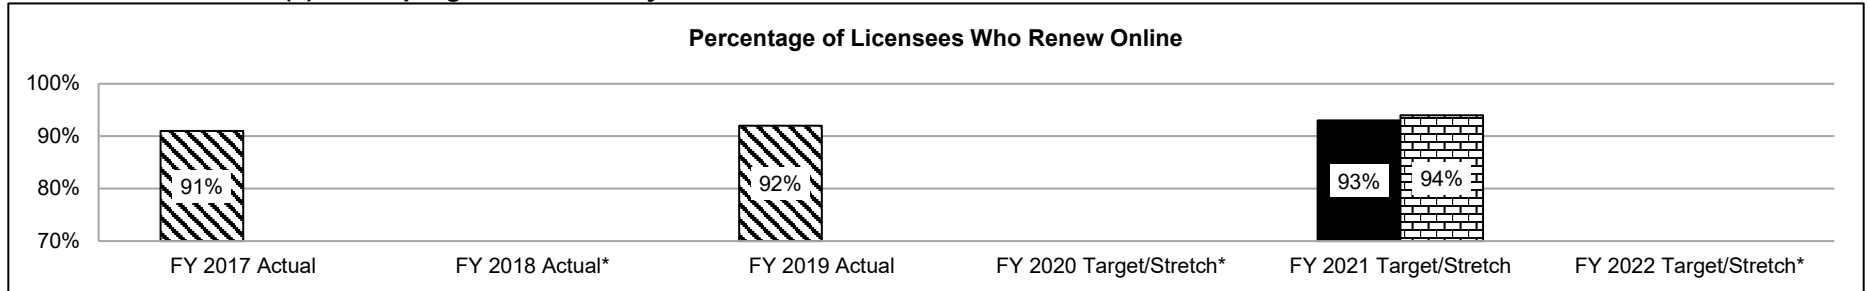 Percentage of Licensees Who Renew Online
100%
90%
80%
70%
91%
92%
93%
94%
FY 2017 Actual
FY 2018 Actual*
FY 2019 Actual
FY 2020 Target/Stretch*
FY 2021 Target/Stretch
FY 2022 Target/Stretch*